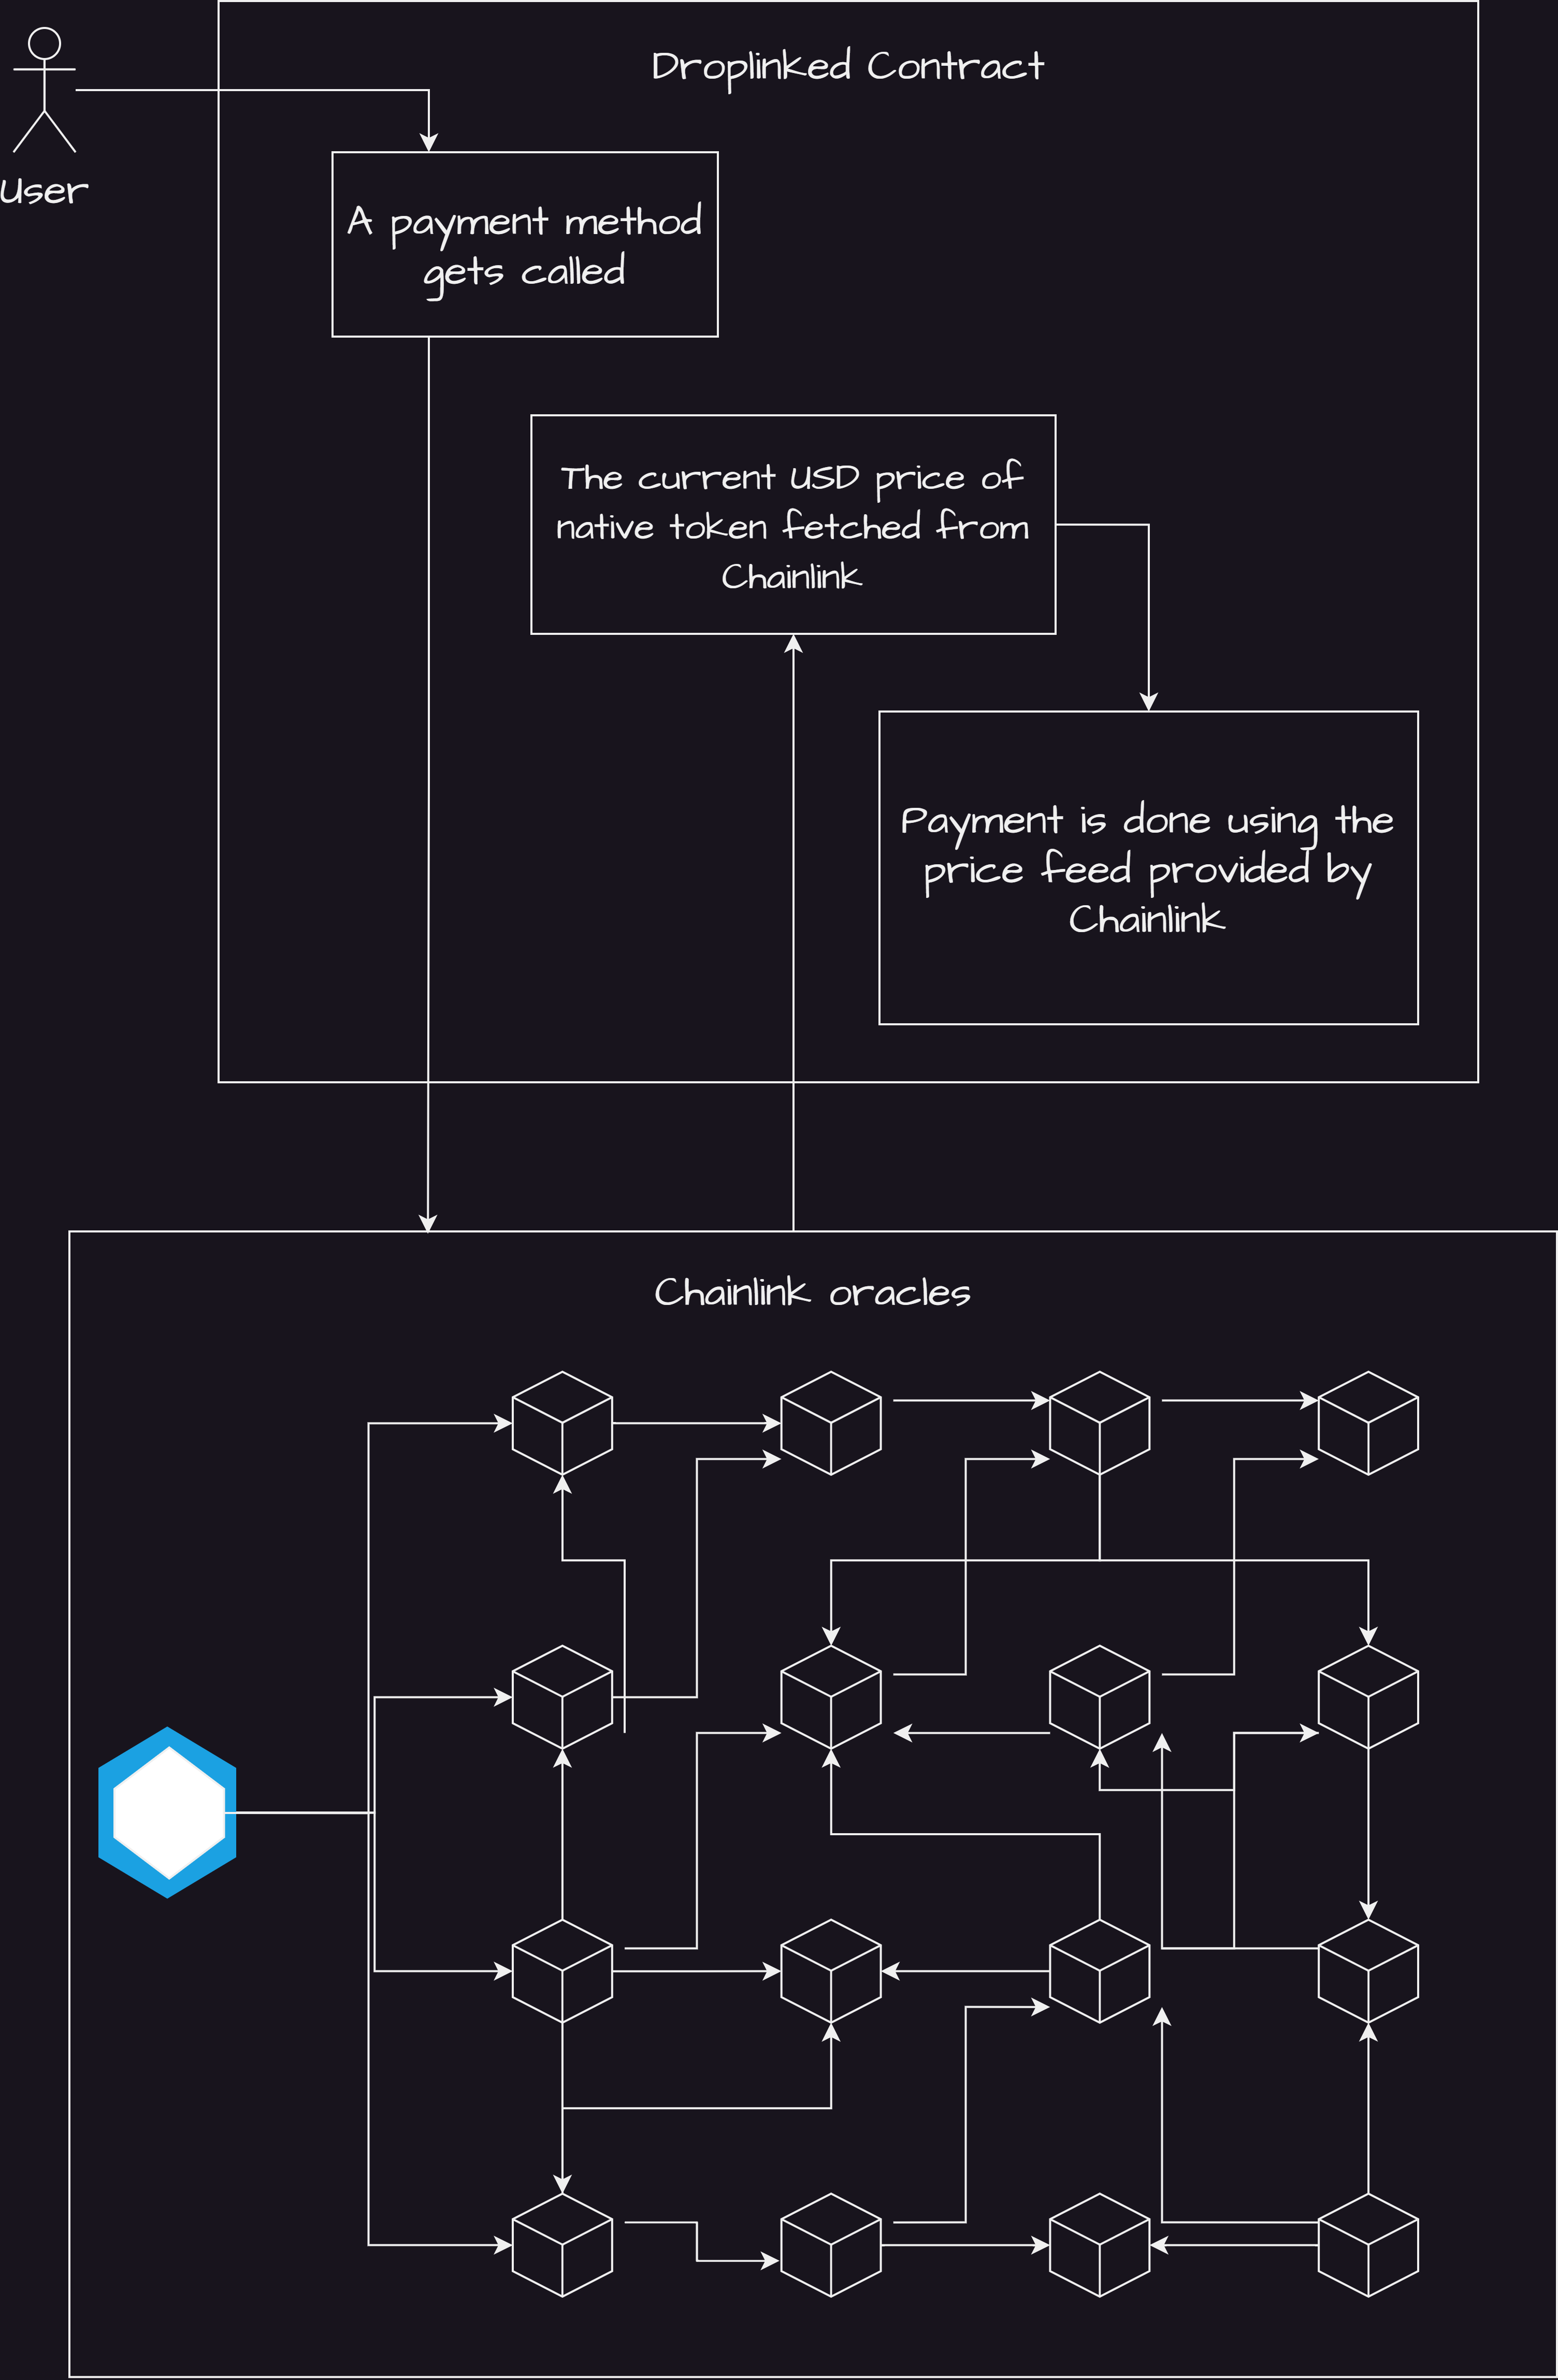 Droplinked Contract
User
A payment method
gets called
The current USD price of
native token fetched from
Chainlink
Payment is done using the
price feed provided by
Chainlink
Chainlink oracles